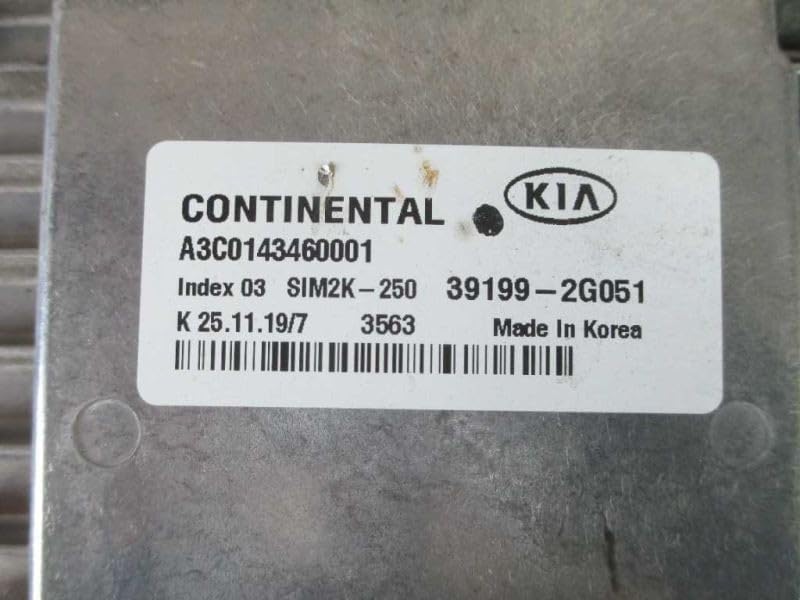 CONTINENTAL KIA
A3C0143460001
Index 03 SIM2K-250 39199-2G051
K 25.11.19/7 3563 Made In Korea